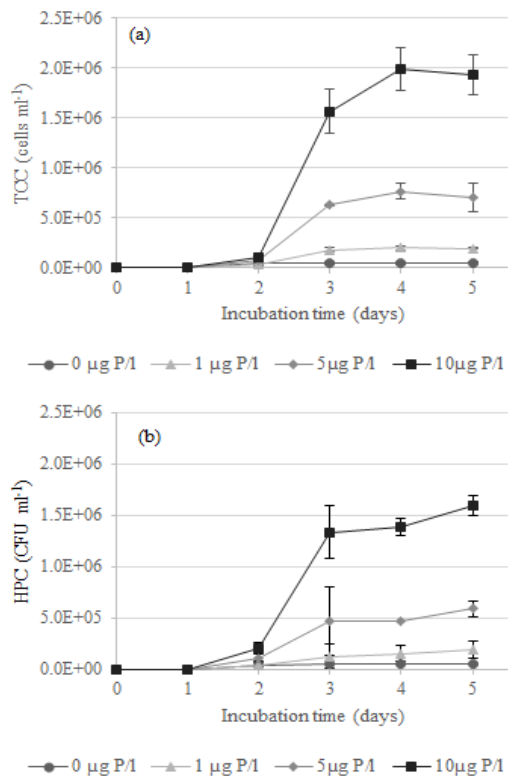 (a)
2.5E+06
2.0E+06
1.5E+06
1.0E+06
5.0E+05
0.0E+00
TCC (cells ml⁻¹)
0 1 2 3 4 5
Incubation time (days)
0 µg P/l 1 µg P/l 5µg P/l 10µg P/l
(b)
2.5E+06
2.0E+06
1.5E+06
1.0E+06
5.0E+05
0.0E+00
HPC (CFU ml⁻¹)
0 1 2 3 4 5
Incubation time (days)
0 µg P/l 1 µg P/l 5µg P/l 10µg P/l